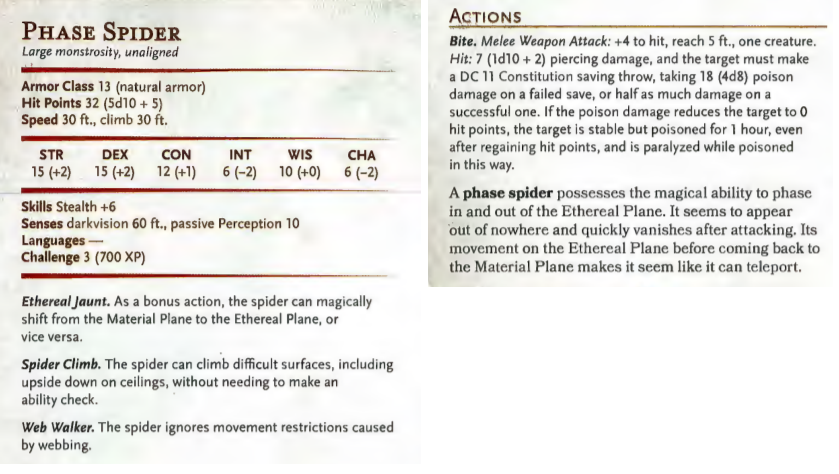 PHASE SPIDER
Large monstrosity, unaligned
Armor Class 13 (natural armor)
Hit Points 32 (5d10 + 5)
Speed 30 ft., climb 30 ft.
STR DEX CON INT WIS CHA
15 (+2) 15 (+2) 12 (+1) 6 (−2) 10 (+0) 6 (−2)
Skills Stealth +6
Senses darkvision 60 ft., passive Perception 10
Languages —
Challenge 3 (700 XP)
Ethereal Jaunt. As a bonus action, the spider can magically
shift from the Material Plane to the Ethereal Plane, or
vice versa.
Spider Climb. The spider can climb difficult surfaces, including
upside down on ceilings, without needing to make an
ability check.
Web Walker. The spider ignores movement restrictions caused
by webbing.
ACTIONS
Bite. Melee Weapon Attack: +4 to hit, reach 5 ft., one creature.
Hit: 7 (1d10 + 2) piercing damage, and the target must make
a DC 11 Constitution saving throw, taking 18 (4d8) poison
damage on a failed save, or half as much damage on a
successful one. If the poison damage reduces the target to 0
hit points, the target is stable but poisoned for 1 hour, even
after regaining hit points, and is paralyzed while poisoned
in this way.
A phase spider possesses the magical ability to phase
in and out of the Ethereal Plane. It seems to appear
out of nowhere and quickly vanishes after attacking. Its
movement on the Ethereal Plane before coming back to
the Material Plane makes it seem like it can teleport.